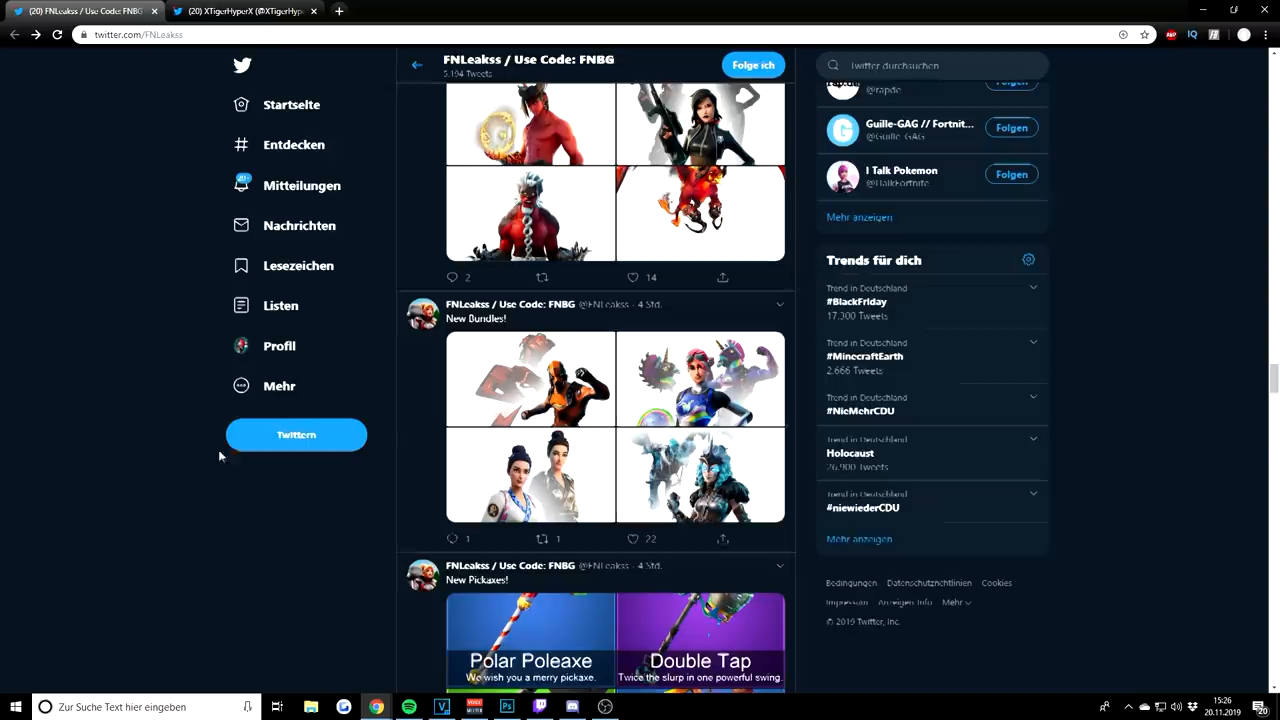 (20) FNLeakss / Use Code: FNBG
(20) XTigerHyperX (@XTigerHyperX
twitter.com/FNLeakss
Startseite
Entdecken
20+
Mitteilungen
Nachrichten
Lesezeichen
Listen
Profil
Mehr
Twittern
FNLeakss / Use Code: FNBG
5.194 Tweets
Folge ich
2
14
FNLeakss / Use Code: FNBG @FNLeakss · 4 Std.
New Bundles!
1
1
22
FNLeakss / Use Code: FNBG @FNLeakss · 4 Std.
New Pickaxes!
Polar Poleaxe
We wish you a merry pickaxe.
Double Tap
Twice the slurp in one powerful swing.
Twitter durchsuchen
@rapde
Folgen
Guille-GAG // Fortnit...
@Guille_GAG
Folgen
I Talk Pokemon
@ITalkFortnite
Folgen
Mehr anzeigen
Trends für dich
Trend in Deutschland
#BlackFriday
17.300 Tweets
Trend in Deutschland
#MinecraftEarth
2.666 Tweets
Trend in Deutschland
#NieMehrCDU
Trend in Deutschland
Holocaust
26.900 Tweets
Trend in Deutschland
#niewiederCDU
Mehr anzeigen
Bedingungen Datenschutzrichtlinien Cookies
Impressum Anzeigen Info Mehr
© 2019 Twitter, Inc.
Zur Suche Text hier eingeben
15:26
20.11.2019
20